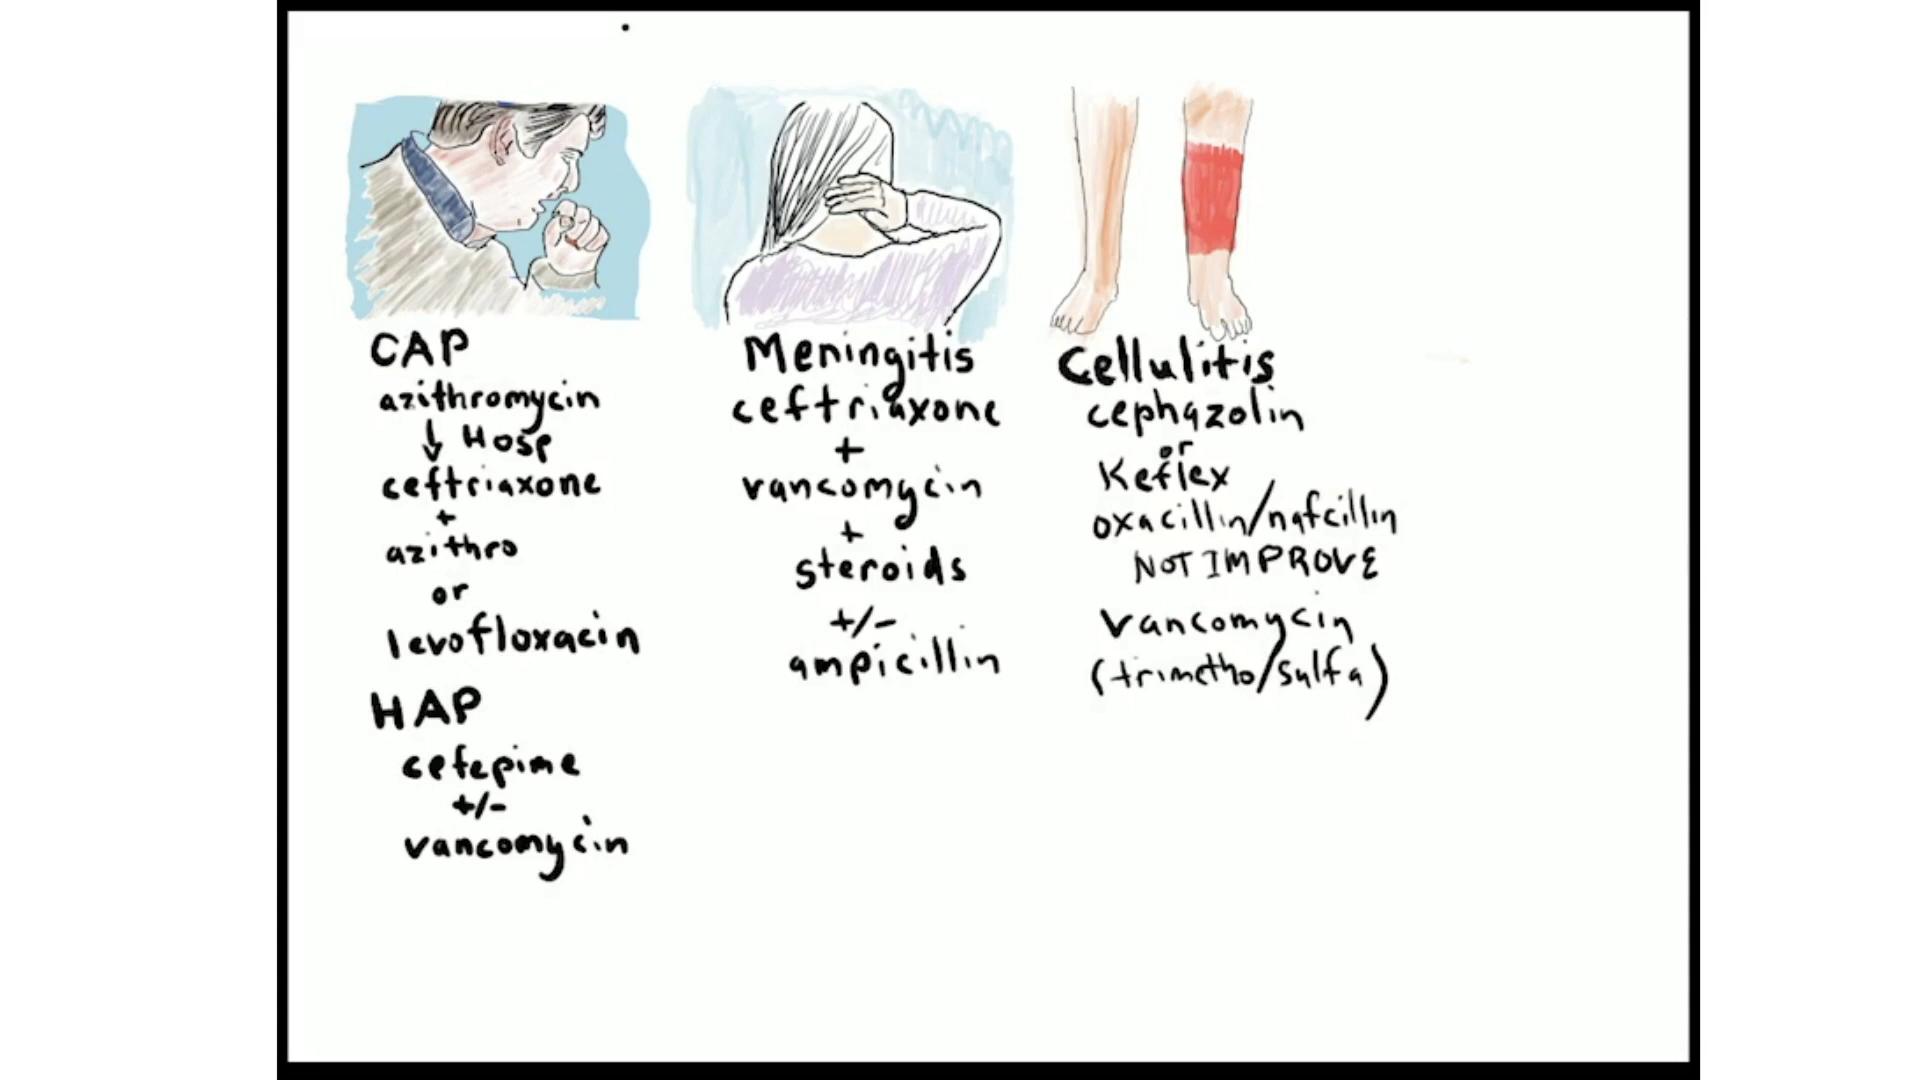 CAP
azithromycin
↓ Hosp
ceftriaxone
+
azithro
or
levofloxacin
HAP
cefepime
+/-
vancomycin
Meningitis
ceftriaxone
+
vancomycin
+
steroids
+/-
ampicillin
Cellulitis
cephazolin
or
Keflex
oxacillin/nafcillin
NOT IMPROVE
vancomycin
(trimetho/sulfa)